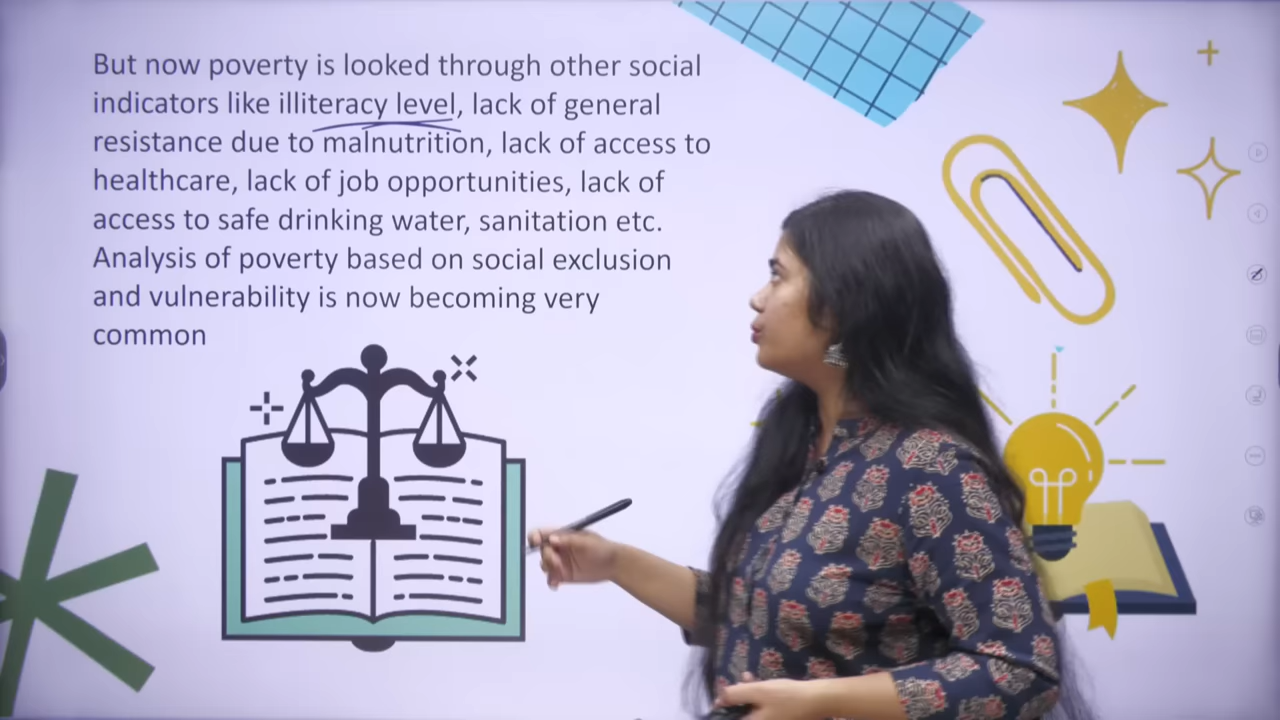 But now poverty is looked through other social
indicators like illiteracy level, lack of general
resistance due to malnutrition, lack of access to
healthcare, lack of job opportunities, lack of
access to safe drinking water, sanitation etc.
Analysis of poverty based on social exclusion
and vulnerability is now becoming very
common